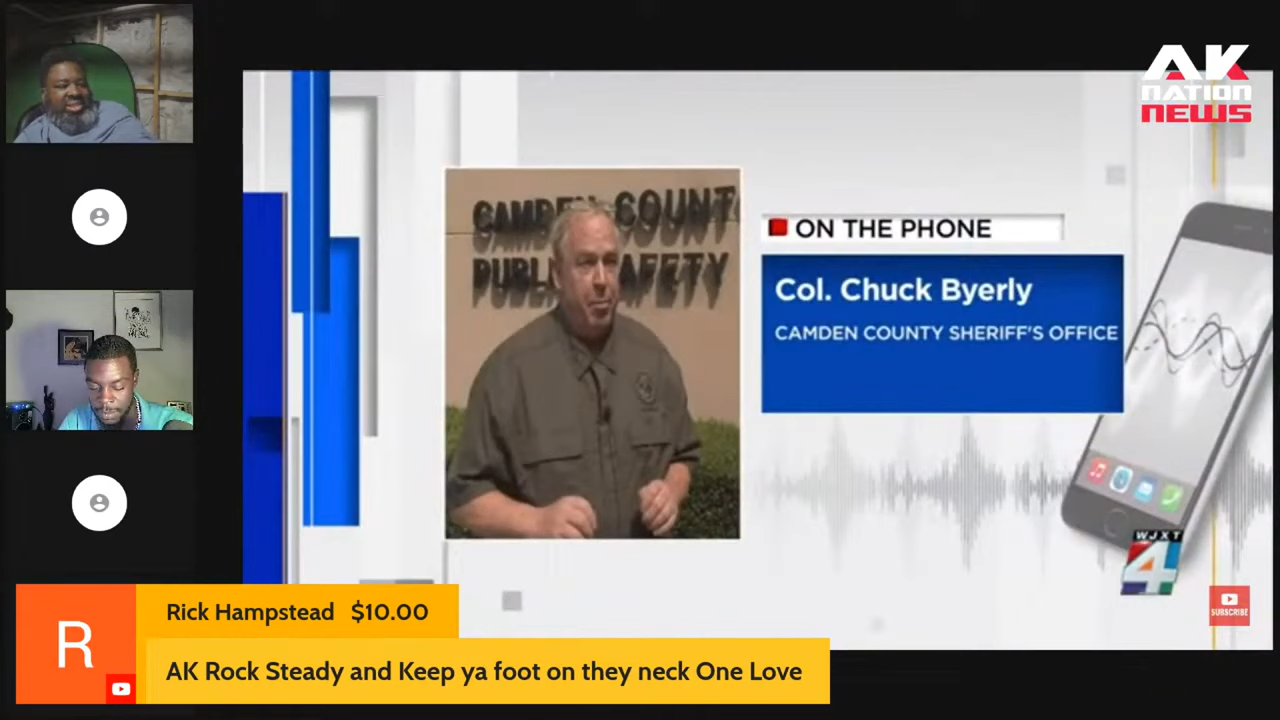 AK
NATION
NEWS
CAMDEN COUNT
PUBLI SAFETY
ON THE PHONE
Col. Chuck Byerly
CAMDEN COUNTY SHERIFF'S OFFICE
WJXT
4
SUBSCRIBE
R
Rick Hampstead $10.00
AK Rock Steady and Keep ya foot on they neck One Love